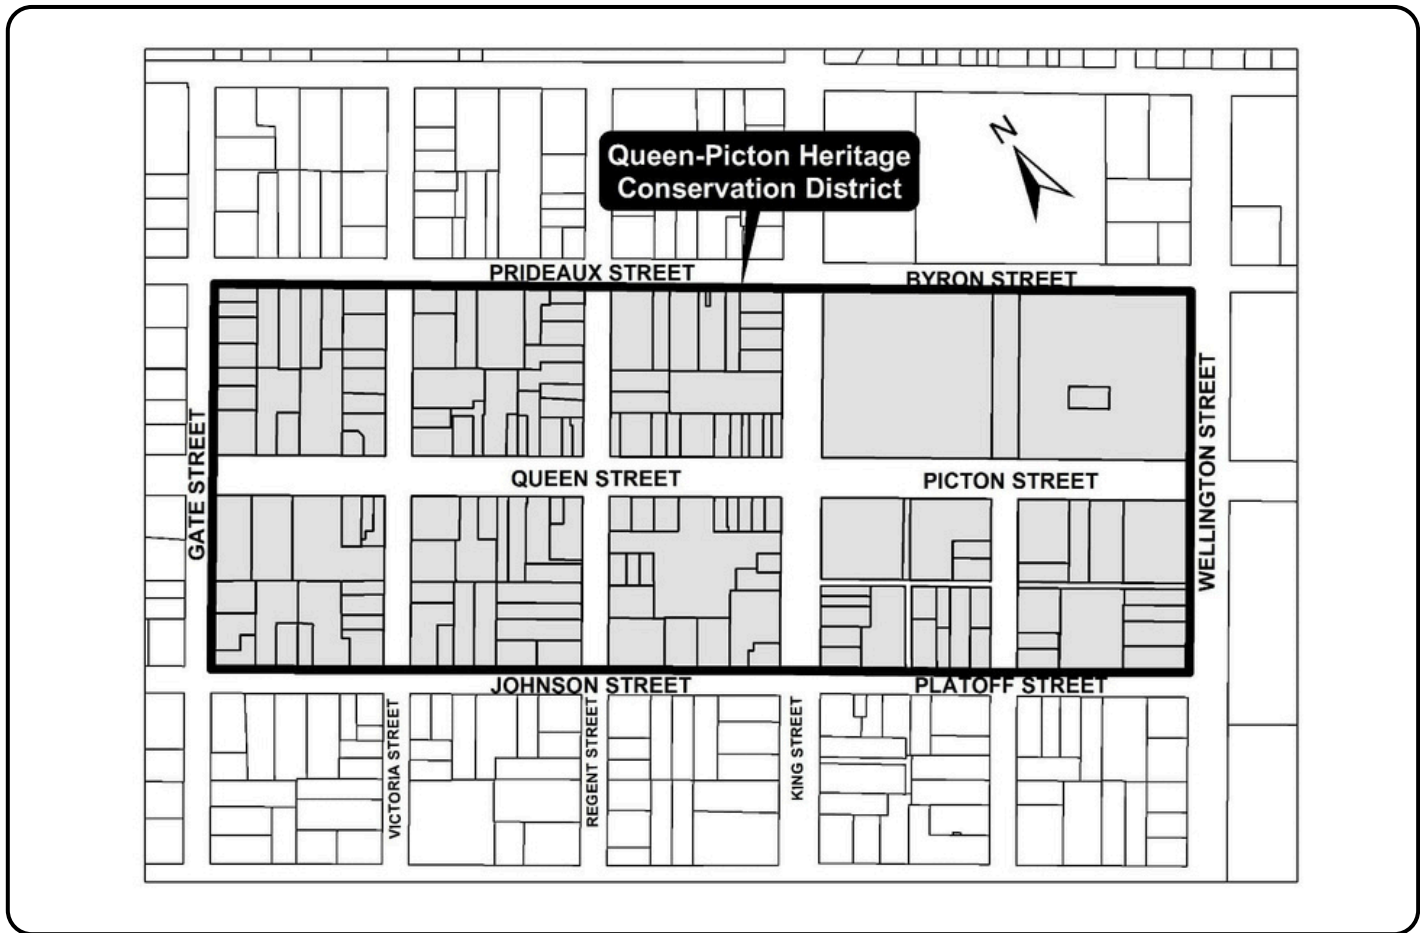 N
Queen-Picton Heritage
Conservation District
PRIDEAUX STREET
BYRON STREET
GATE STREET
QUEEN STREET
PICTON STREET
WELLINGTON STREET
JOHNSON STREET
PLATOFF STREET
VICTORIA STREET
REGENT STREET
KING STREET